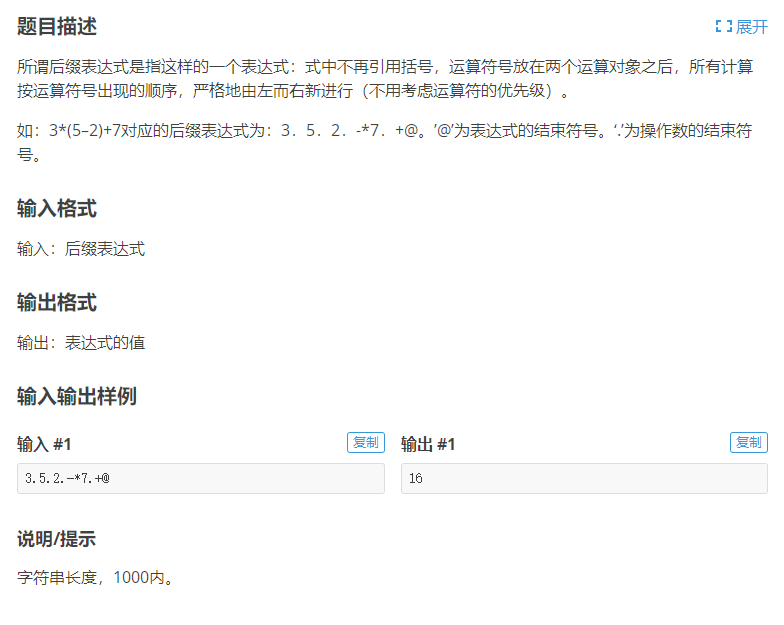 题目描述
展开
所谓后缀表达式是指这样的一个表达式：式中不再引用括号，运算符号放在两个运算对象之后，所有计算
按运算符号出现的顺序，严格地由左而右新进行（不用考虑运算符的优先级）。
如：3*(5–2)+7对应的后缀表达式为：3．5．2．-*7．+@。’@’为表达式的结束符号。‘.’为操作数的结束符
号。
输入格式
输入：后缀表达式
输出格式
输出：表达式的值
输入输出样例
输入 #1
复制
输出 #1
复制
3.5.2.-*7.+@
16
说明/提示
字符串长度，1000内。